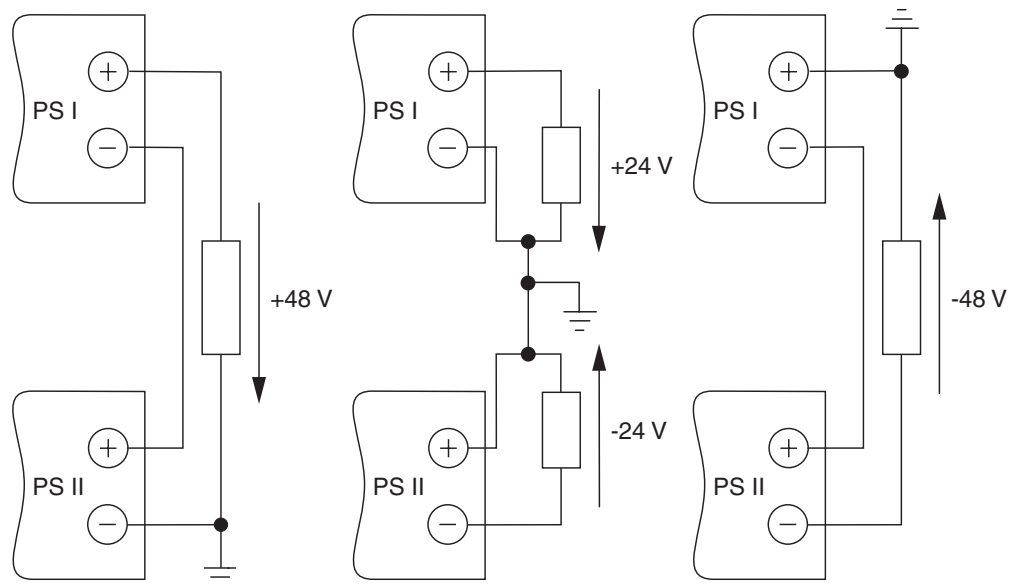 +
PS I
−
+48 V
+
PS II
−
+
PS I
−
+24 V
-24 V
+
PS II
−
+
PS I
−
-48 V
+
PS II
−